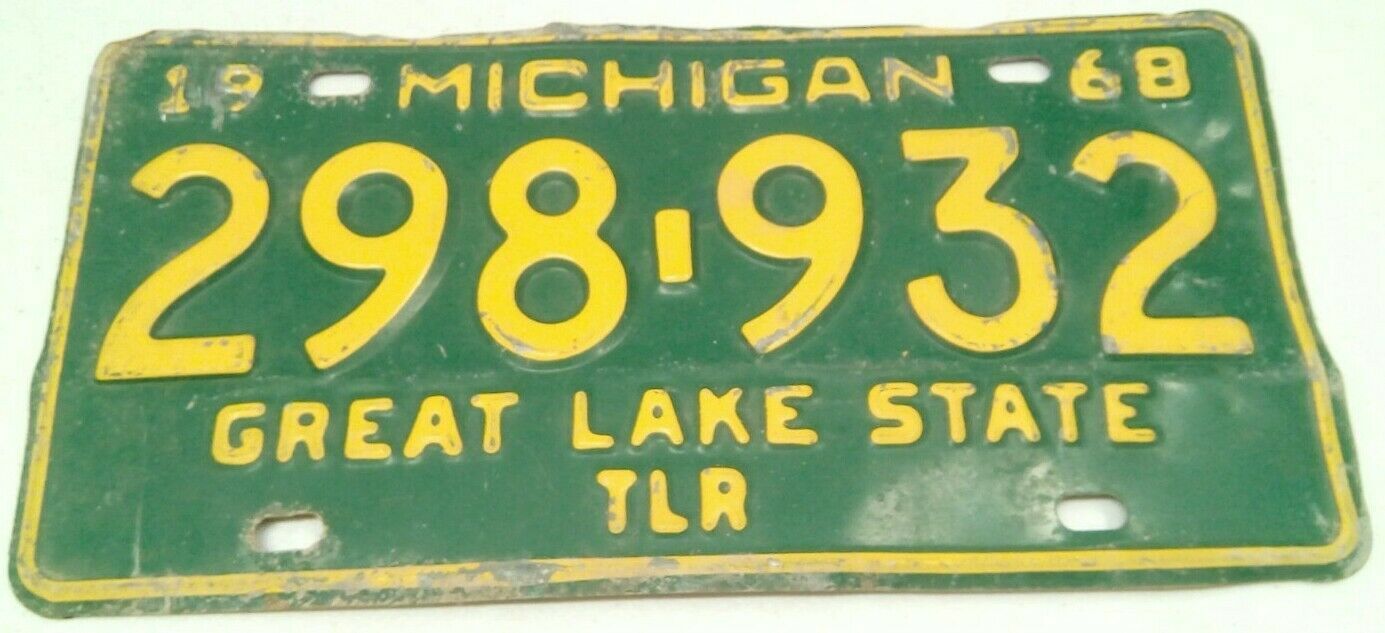 19 MICHIGAN 68
298-932
GREAT LAKE STATE
TLR